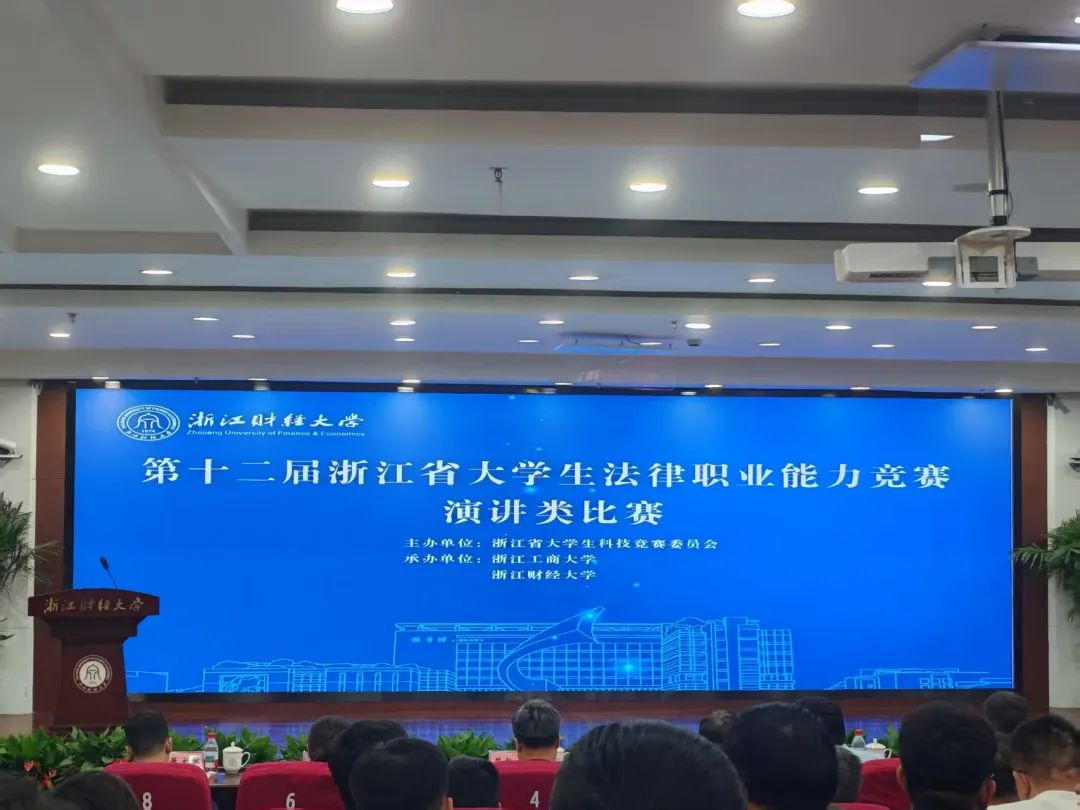 浙江财经大学
Zhejiang University of Finance & Economics
第十二届浙江省大学生法律职业能力竞赛
演讲类比赛
主办单位：浙江省大学生科技竞赛委员会
承办单位：浙江工商大学
浙江财经大学
浙江财经大学
8
6
4